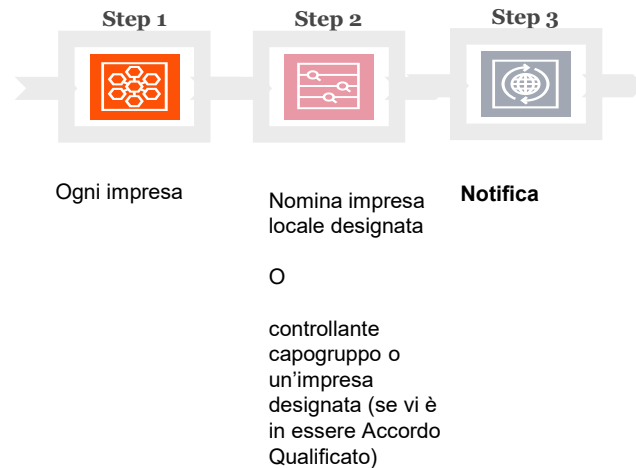 Step 1
Step 2
Step 3
Ogni impresa
Nomina impresa
locale designata
O
controllante
capogruppo o
un'impresa
designata (se vi è
in essere Accordo
Qualificato)
Notifica